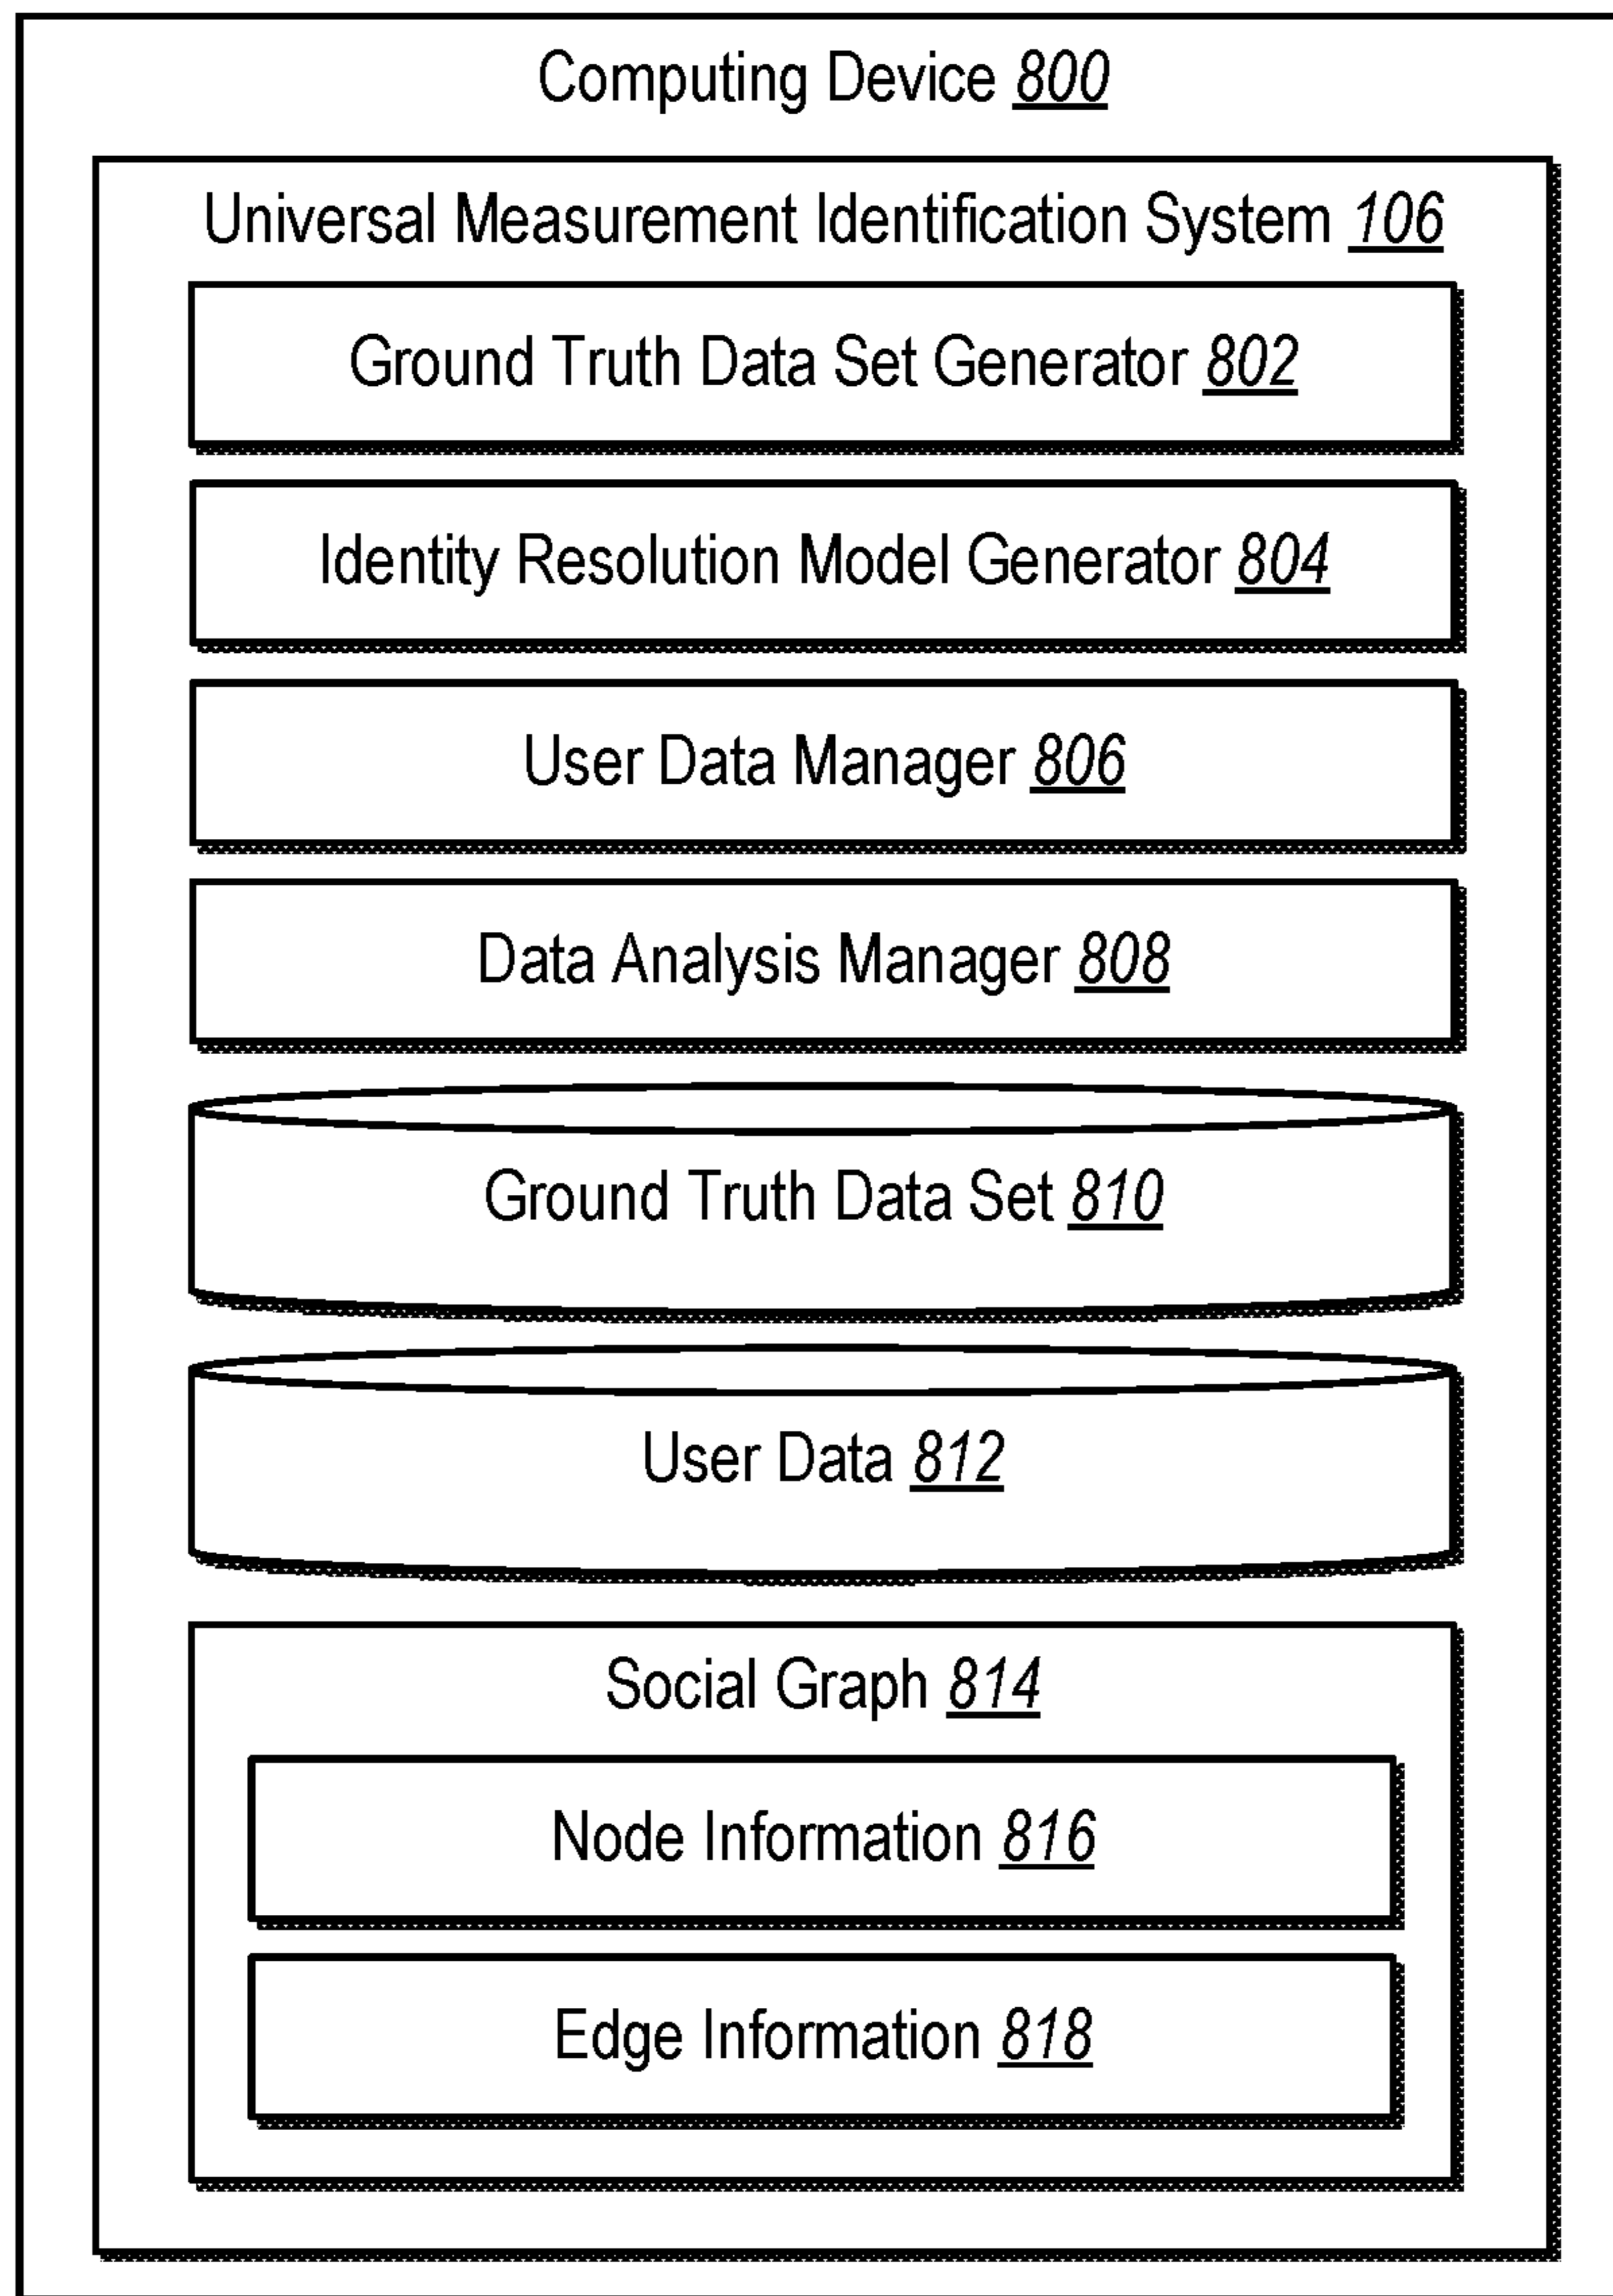 Computing Device 800
Universal Measurement Identification System 106
Ground Truth Data Set Generator 802
Identity Resolution Model Generator 804
User Data Manager 806
Data Analysis Manager 808
Ground Truth Data Set 810
User Data 812
Social Graph 814
Node Information 816
Edge Information 818